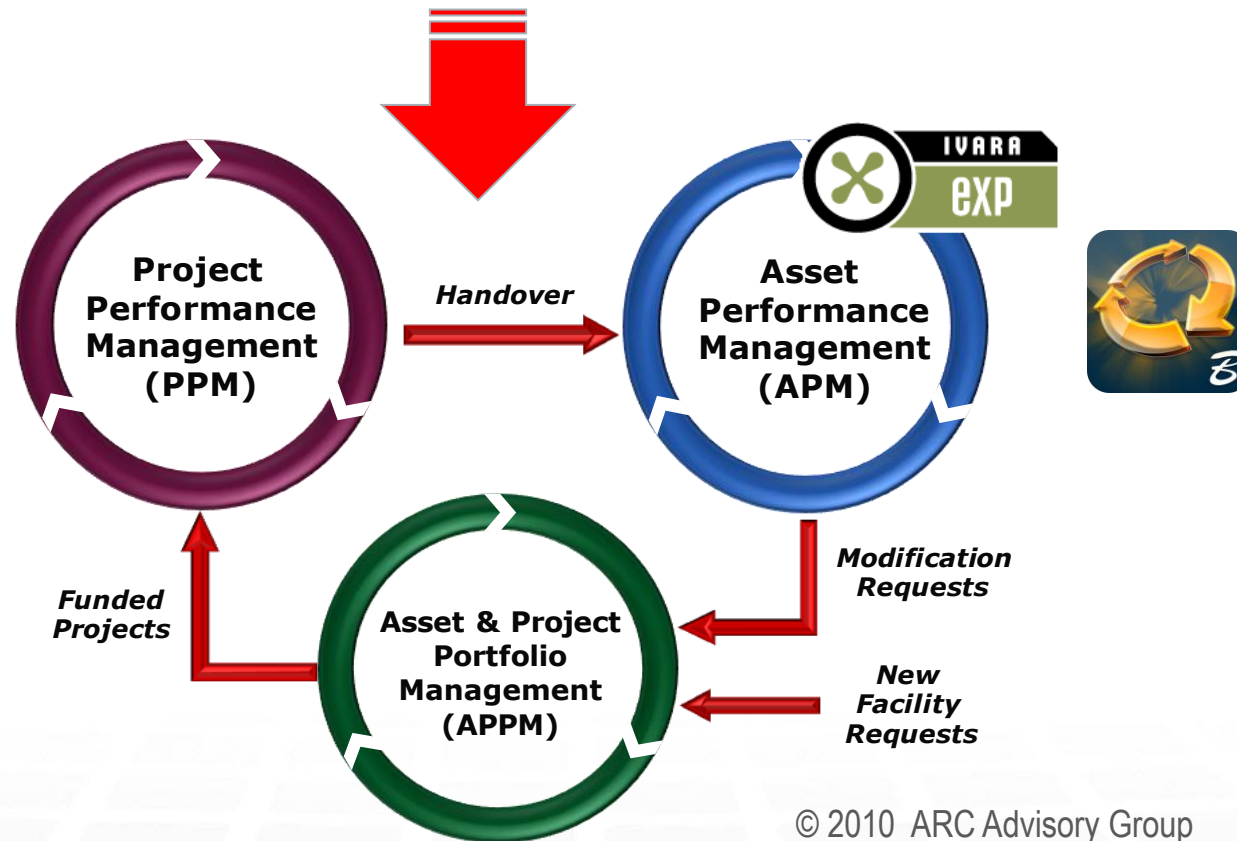 IVARA
exp
Project
Performance
Management
(PPM)
Handover
Asset
Performance
Management
(APM)
B
Funded
Projects
Asset & Project
Portfolio
Management
(APPM)
Modification
Requests
New
Facility
Requests
© 2010 ARC Advisory Group